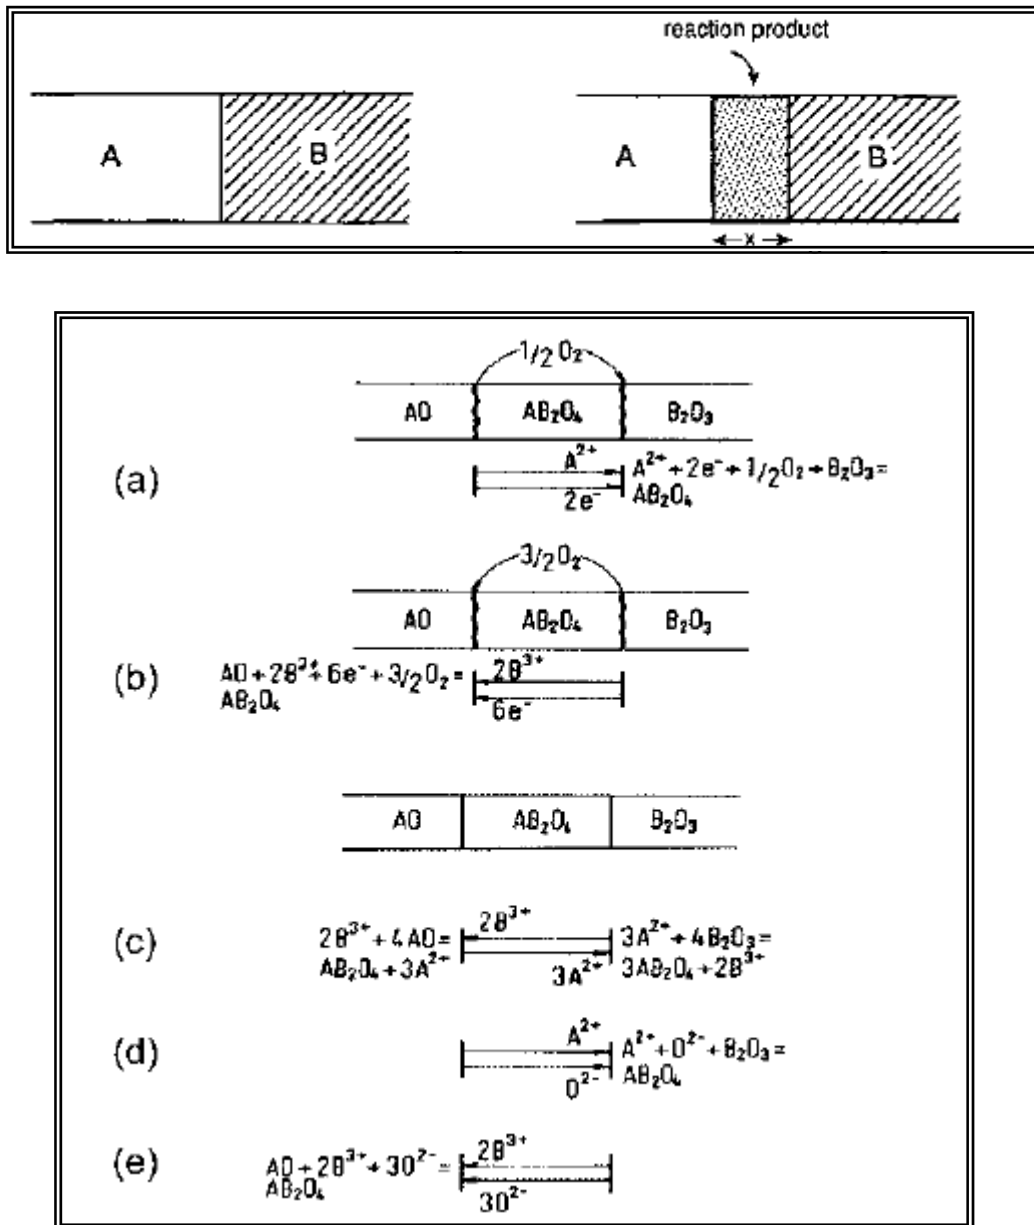 reaction product
A B A B
x
1/2 O₂
AO AB₂O₄ B₂O₃
(a) A²⁺ A²⁺ + 2e⁻ + 1/2O₂ + B₂O₃ =
2e⁻ AB₂O₄
3/2 O₂
AO AB₂O₄ B₂O₃
(b) AO + 2B³⁺ + 6e⁻ + 3/2 O₂ = 2B³⁺
AB₂O₄ 6e⁻
AO AB₂O₄ B₂O₃
(c) 2B³⁺ + 4AO = 2B³⁺ 3A²⁺ + 4B₂O₃ =
AB₂O₄ + 3A²⁺ 3A²⁺ 3AB₂O₄ + 2B³⁺
(d) A²⁺ A²⁺ + O²⁻ + B₂O₃ =
O²⁻ AB₂O₄
(e) AO + 2B³⁺ + 3O²⁻ = 2B³⁺
AB₂O₄ 3O²⁻